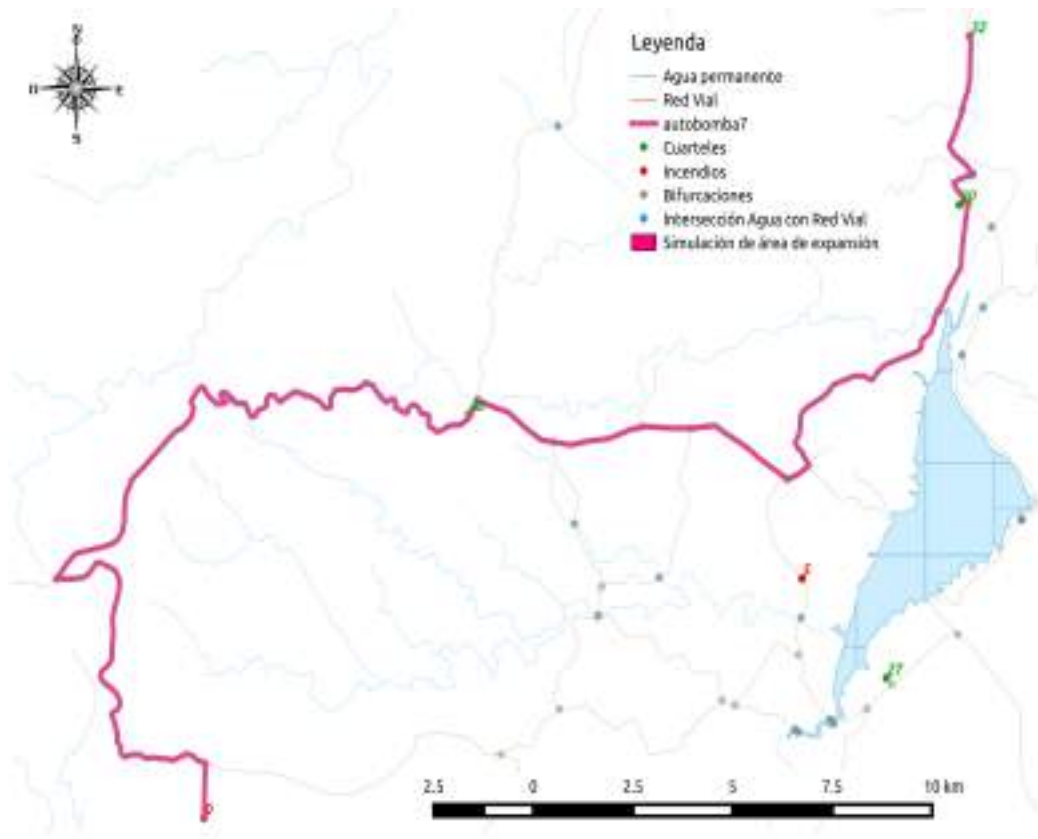 N
E
S
Leyenda
Agua permanente
Red Vial
autobomba7
Cuarteles
Incendios
Bifurcaciones
Intersección Agua con Red Vial
Simulación de área de expansión
2.5 0 2.5 5 7.5 10 km